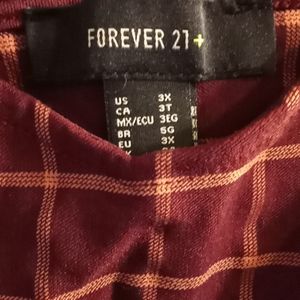 FOREVER 21+
US 3X
CA 3T
MX/ECU 3EG
BR 5G
EU 3X